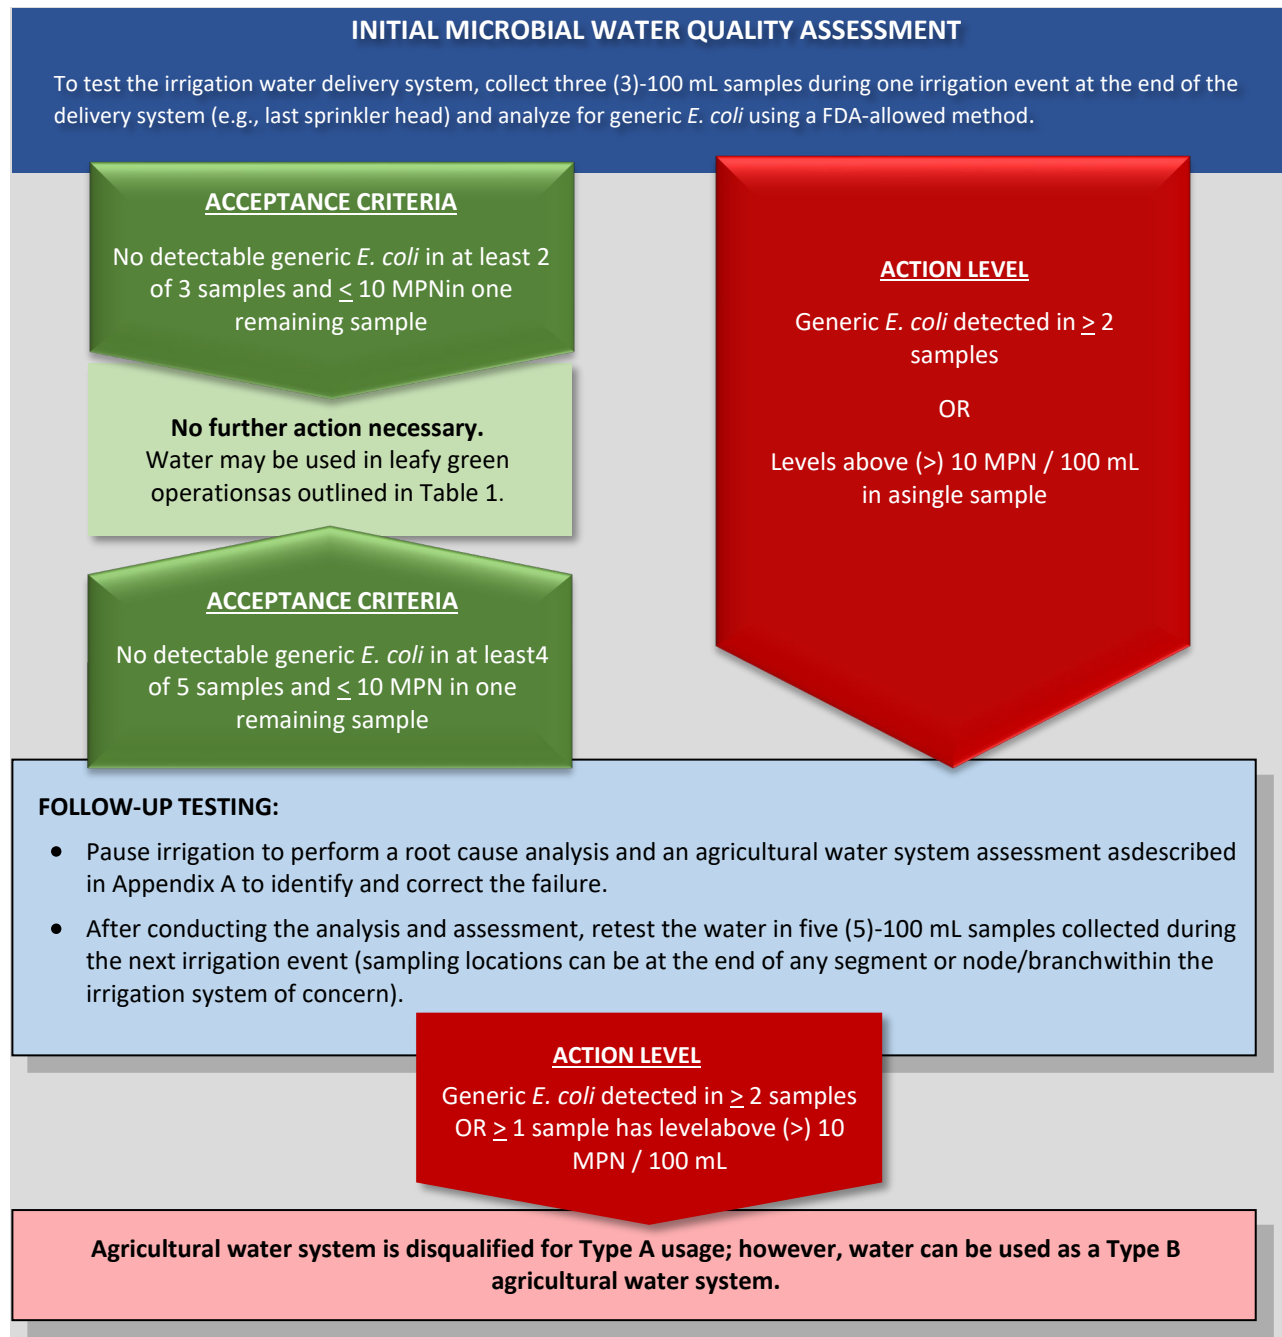 INITIAL MICROBIAL WATER QUALITY ASSESSMENT
To test the irrigation water delivery system, collect three (3)-100 mL samples during one irrigation event at the end of the
delivery system (e.g., last sprinkler head) and analyze for generic E. coli using a FDA-allowed method.
ACCEPTANCE CRITERIA
No detectable generic E. coli in at least 2
of 3 samples and ≤ 10 MPNin one
remaining sample
No further action necessary.
Water may be used in leafy green
operationsas outlined in Table 1.
ACCEPTANCE CRITERIA
No detectable generic E. coli in at least4
of 5 samples and ≤ 10 MPN in one
remaining sample
ACTION LEVEL
Generic E. coli detected in ≥ 2
samples
OR
Levels above (>) 10 MPN / 100 mL
in asingle sample
FOLLOW-UP TESTING:
• Pause irrigation to perform a root cause analysis and an agricultural water system assessment asdescribed
in Appendix A to identify and correct the failure.
• After conducting the analysis and assessment, retest the water in five (5)-100 mL samples collected during
the next irrigation event (sampling locations can be at the end of any segment or node/branchwithin the
irrigation system of concern).
ACTION LEVEL
Generic E. coli detected in ≥ 2 samples
OR ≥ 1 sample has levelabove (>) 10
MPN / 100 mL
Agricultural water system is disqualified for Type A usage; however, water can be used as a Type B
agricultural water system.